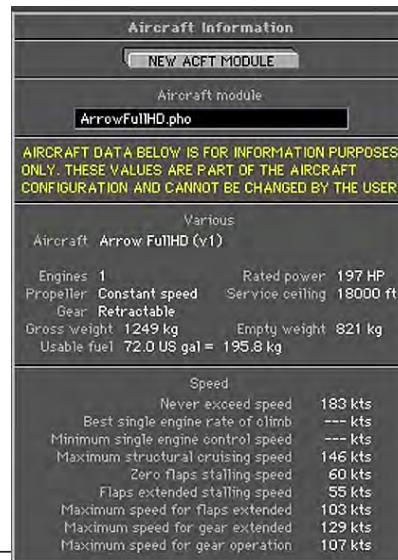 Aircraft Information
NEW ACFT MODULE
Aircraft module
ArrowFullHD.pho
AIRCRAFT DATA BELOW IS FOR INFORMATION PURPOSES
ONLY. THESE VALUES ARE PART OF THE AIRCRAFT
CONFIGURATION AND CANNOT BE CHANGED BY THE USER
Various
Aircraft Arrow FullHD (v1)
Engines 1 Rated power 197 HP
Propeller Constant speed Service ceiling 18000 ft
Gear Retractable
Gross weight 1249 kg Empty weight 821 kg
Usable fuel 72.0 US gal = 195.8 kg
Speed
Never exceed speed 183 kts
Best single engine rate of climb --- kts
Minimum single engine control speed --- kts
Maximum structural cruising speed 146 kts
Zero flaps stalling speed 60 kts
Flaps extended stalling speed 55 kts
Maximum speed for flaps extended 103 kts
Maximum speed for gear extended 129 kts
Maximum speed for gear operation 107 kts